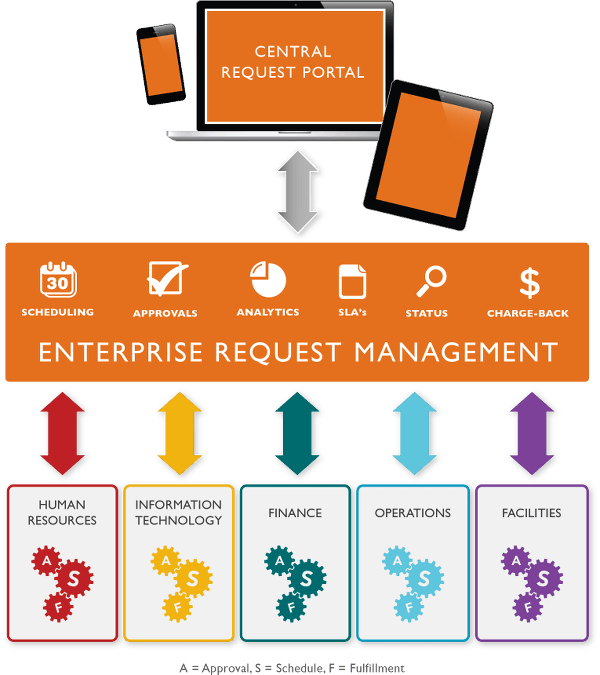 CENTRAL
REQUEST PORTAL
30
SCHEDULING
APPROVALS
ANALYTICS
SLA's
STATUS
$
CHARGE-BACK
ENTERPRISE REQUEST MANAGEMENT
HUMAN
RESOURCES
A
S
F
INFORMATION
TECHNOLOGY
A
S
F
FINANCE
A
S
F
OPERATIONS
A
S
F
FACILITIES
A
S
F
A = Approval, S = Schedule, F = Fulfillment